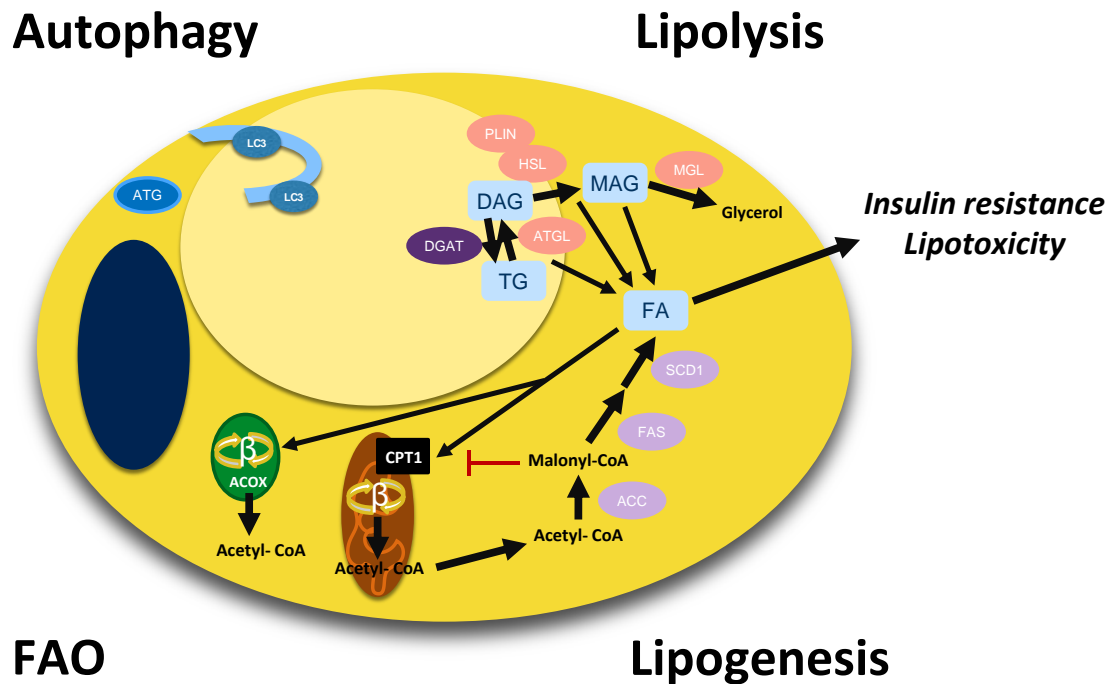 Autophagy
Lipolysis
PLIN
LC3
HSL
MGL
MAG
ATG
LC3
DAG
Glycerol
Insulin resistance
Lipotoxicity
DGAT
ATGL
TG
FA
SCD1
FAS
β
CPT1
Malonyl-CoA
ACOX
β
ACC
Acetyl- CoA
Acetyl- CoA
Acetyl- CoA
FAO
Lipogenesis